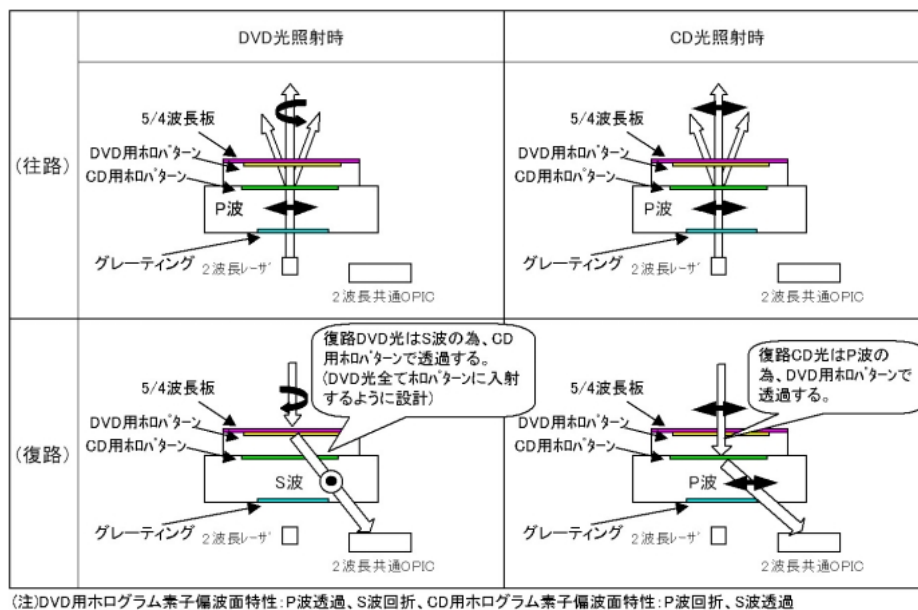 DVD光照射時
CD光照射時
(往路)
5/4波長板
DVD用ホロパターン
CD用ホロパターン
P波
グレーティング
2波長レーザ
2波長共通OPIC
5/4波長板
DVD用ホロパターン
CD用ホロパターン
P波
グレーティング
2波長レーザ
2波長共通OPIC
(復路)
復路DVD光はS波の為、CD
用ホロパターンで透過する。
(DVD光全てホロパターンに入射
するように設計)
5/4波長板
DVD用ホロパターン
CD用ホロパターン
S波
グレーティング
2波長レーザ
2波長共通OPIC
復路CD光はP波の
為、DVD用ホロパターンで
透過する。
5/4波長板
DVD用ホロパターン
CD用ホロパターン
P波
グレーティング
2波長レーザ
2波長共通OPIC
(注)DVD用ホログラム素子偏波面特性:P波透過、S波回折、CD用ホログラム素子偏波面特性:P波回折、S波透過